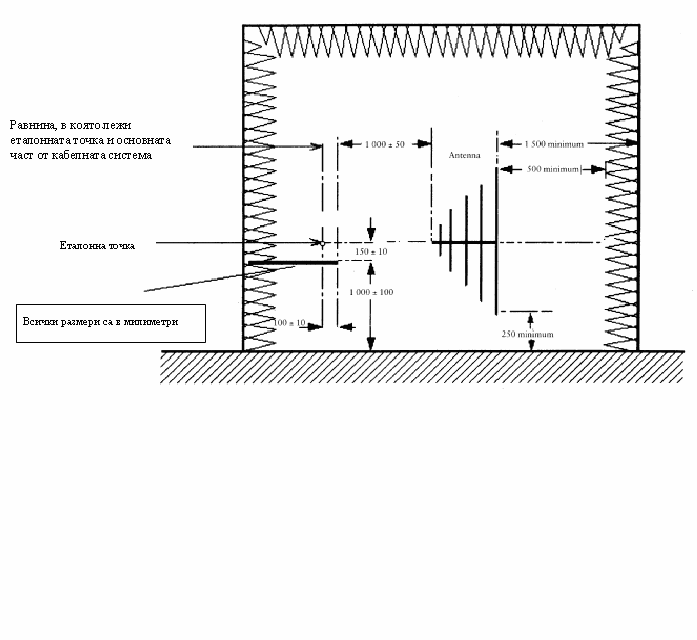 Равнина, в която лежи
еталонната точка и основната
част от кабелната система
1 000 ± 50
1 500 minimum
Antenna
500 minimum
Еталонна точка
150 ± 10
1 000 ± 100
Всички размери са в милиметри
100 ± 10
250 minimum